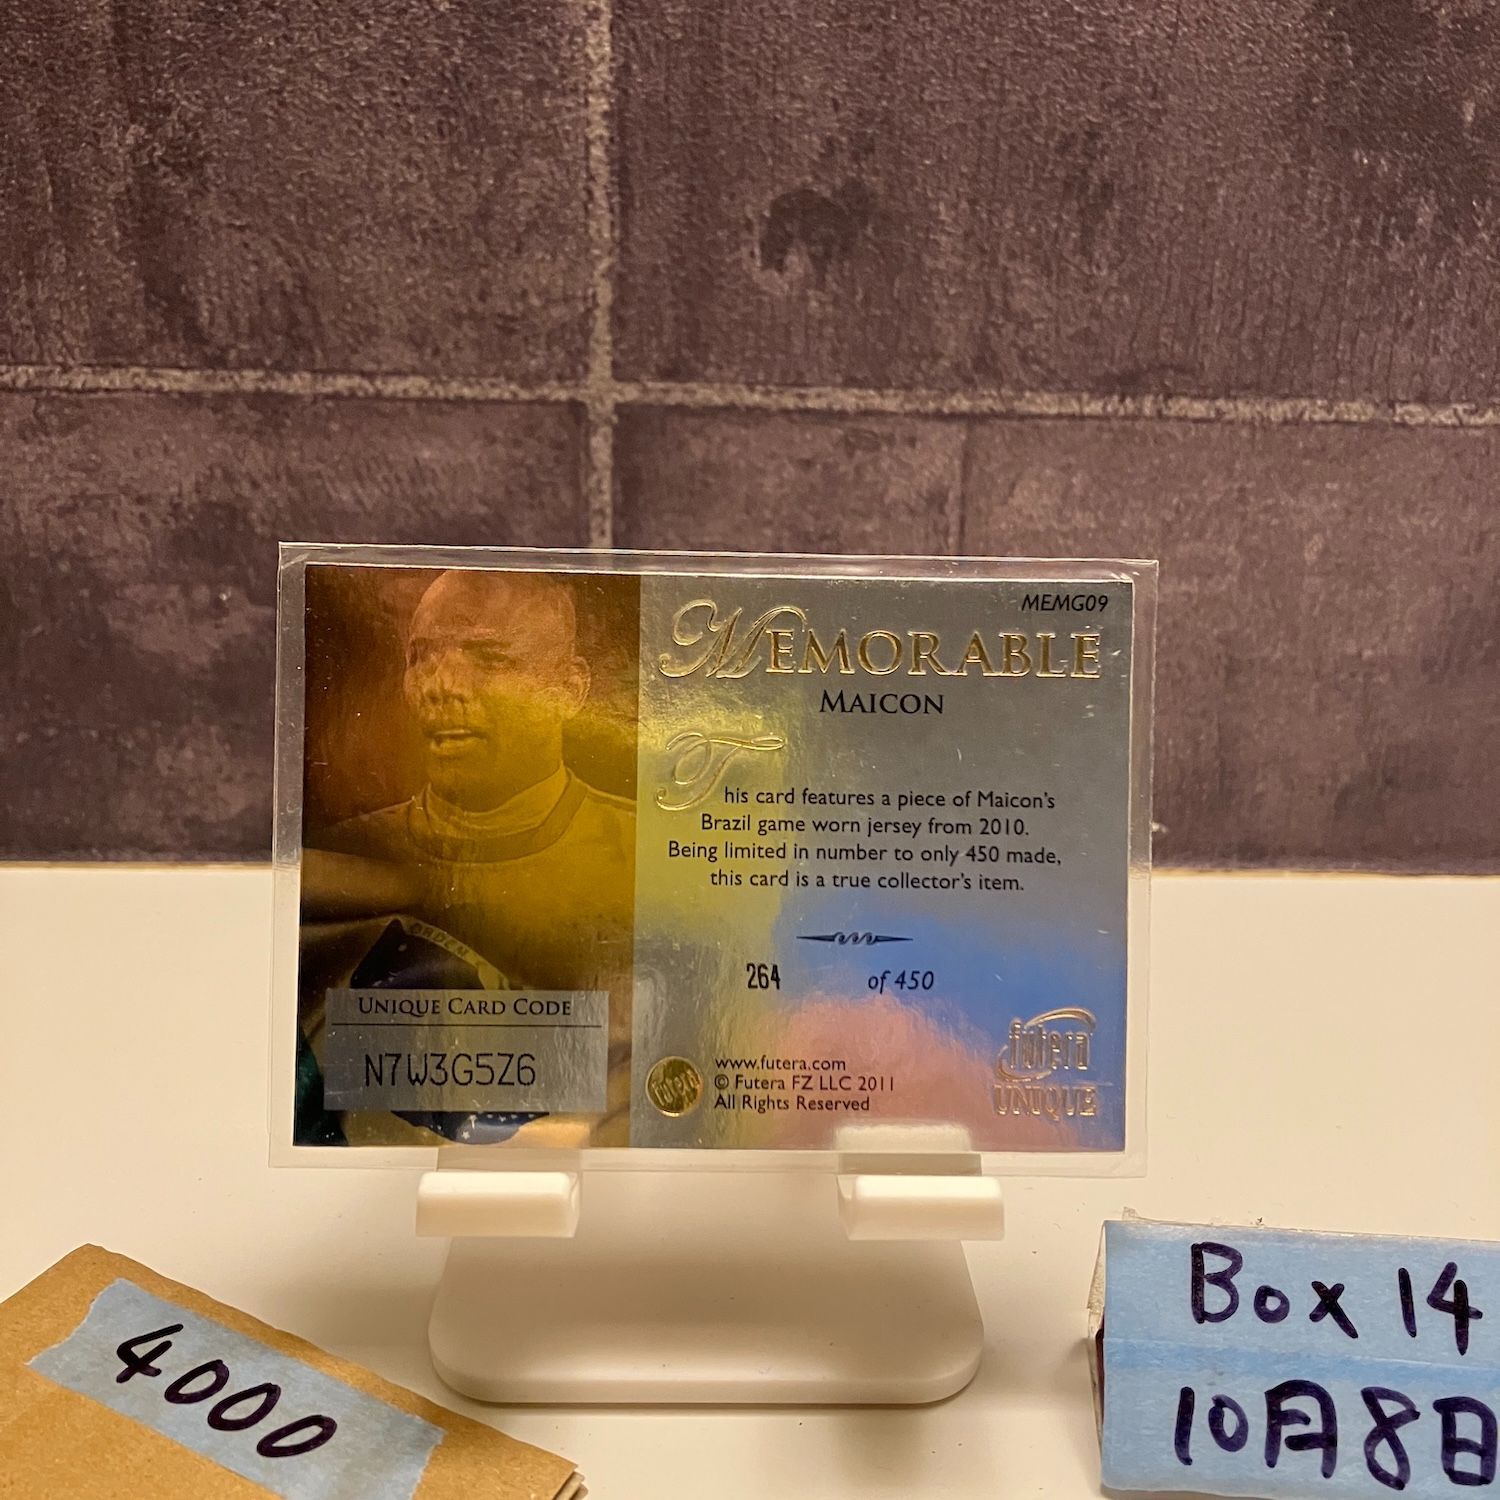 MEMG09
MEMORABLE
MAICON
This card features a piece of Maicon's
Brazil game worn jersey from 2010.
Being limited in number to only 450 made,
this card is a true collector's item.
264 of 450
ORDEM
UNIQUE CARD CODE
N7W3G5Z6
futera
www.futera.com
© Futera FZ LLC 2011
All Rights Reserved
futera
UNIQUE
4000
Box 14
10月8日